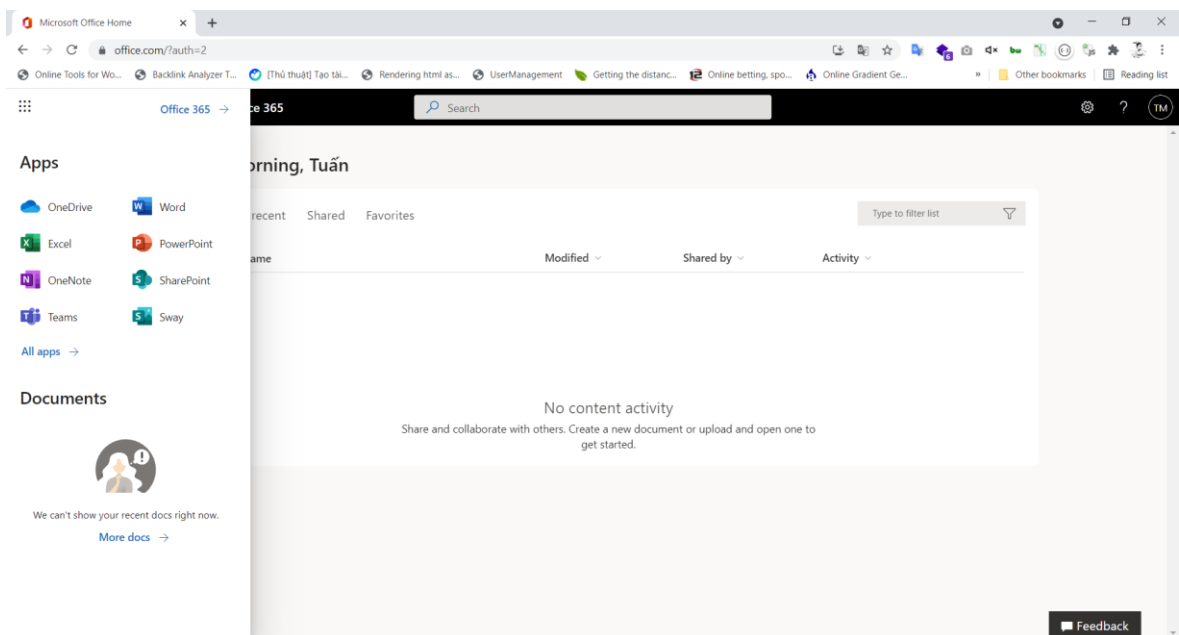 Microsoft Office Home
office.com/?auth=2
Online Tools for Wo... Backlink Analyzer T... [Thủ thuật] Tạo tài... Rendering html as... UserManagement Getting the distanc... Online betting, spo... Online Gradient Ge... » Other bookmarks Reading list
Office 365 → ce 365 Search ? TM
Apps
orning, Tuấn
OneDrive Word
recent Shared Favorites Type to filter list
Excel PowerPoint
ame Modified Shared by Activity
OneNote SharePoint
Teams Sway
All apps →
Documents
No content activity
Share and collaborate with others. Create a new document or upload and open one to
get started.
We can't show your recent docs right now.
More docs →
Feedback